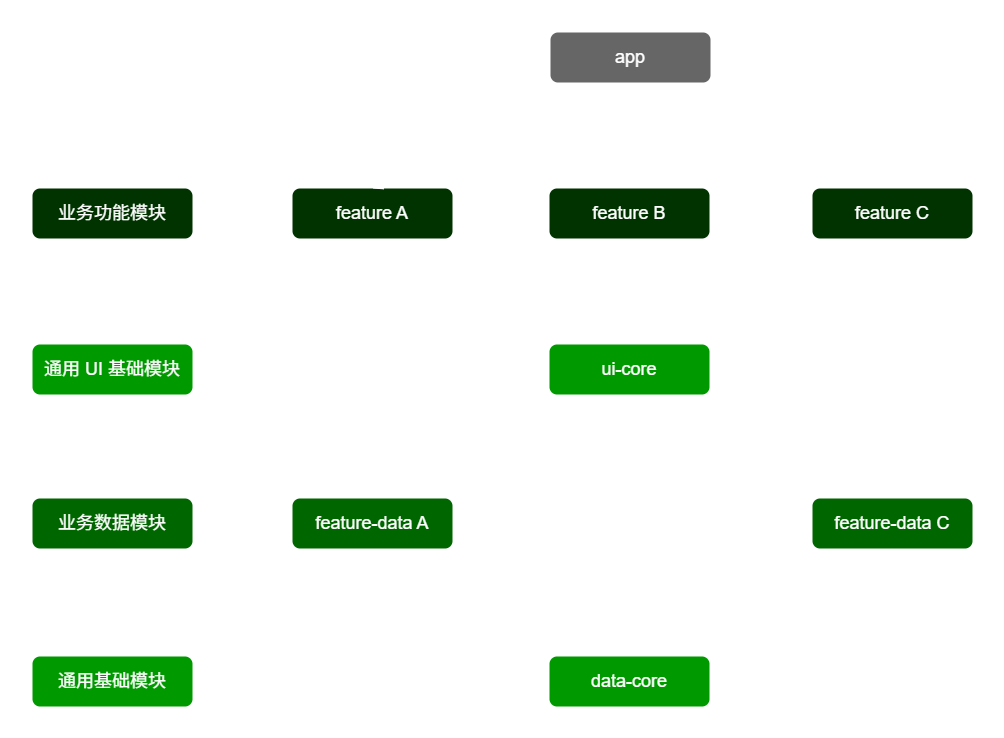 app
业务功能模块
feature A
feature B
feature C
通用 UI 基础模块
ui-core
业务数据模块
feature-data A
feature-data C
通用基础模块
data-core